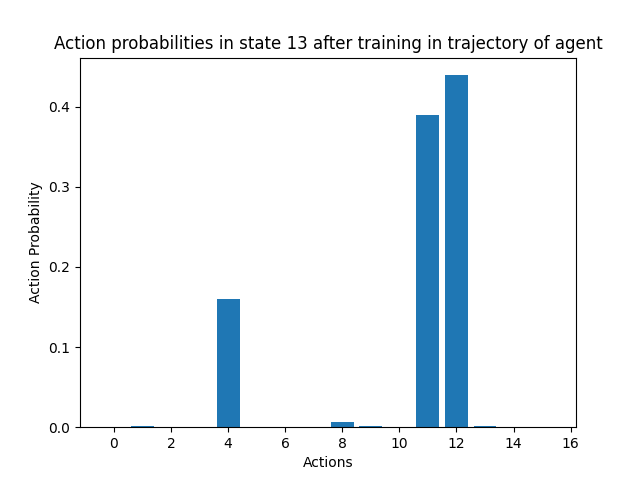 Action probabilities in state 13 after training in trajectory of agent
Action Probability
0.4
0.3
0.2
0.1
0.0
0 2 4 6 8 10 12 14 16
Actions